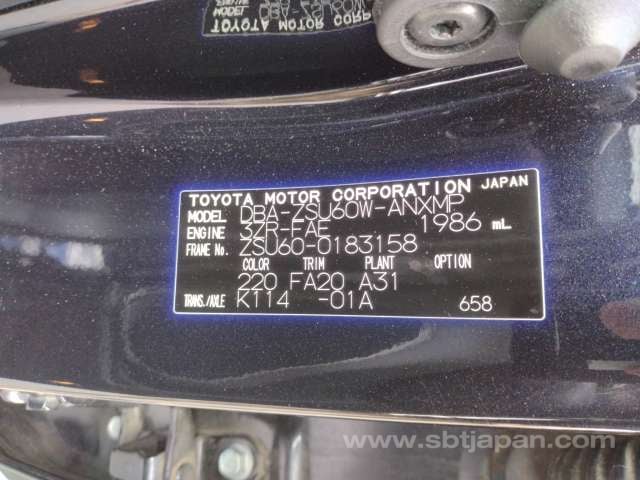 TOYOTA MOTOR CORPORATION JAPAN
MODEL DBA-ZSU60W-ANXMP
ENGINE 3ZR-FAE 1986 mL
FRAME No. ZSU60-0183158
COLOR TRIM PLANT OPTION
220 FA20 A31
TRANS./AXLE K114 -01A 658
www.sbtjapan.com